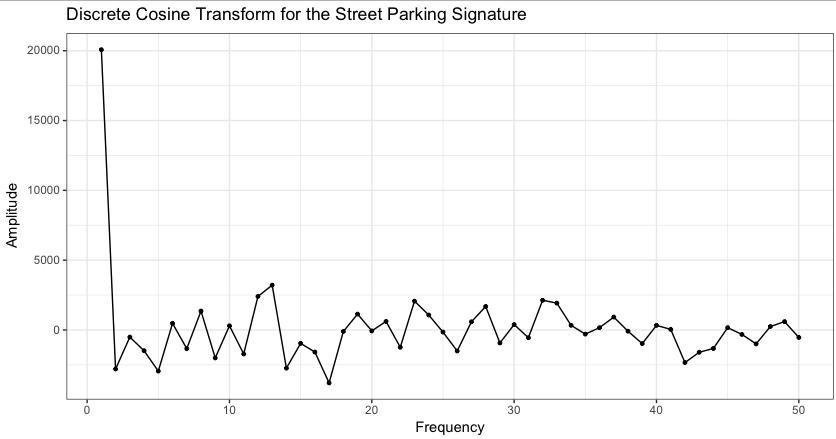 Discrete Cosine Transform for the Street Parking Signature
20000
15000
10000
5000
0
Amplitude
0 10 20 30 40 50
Frequency